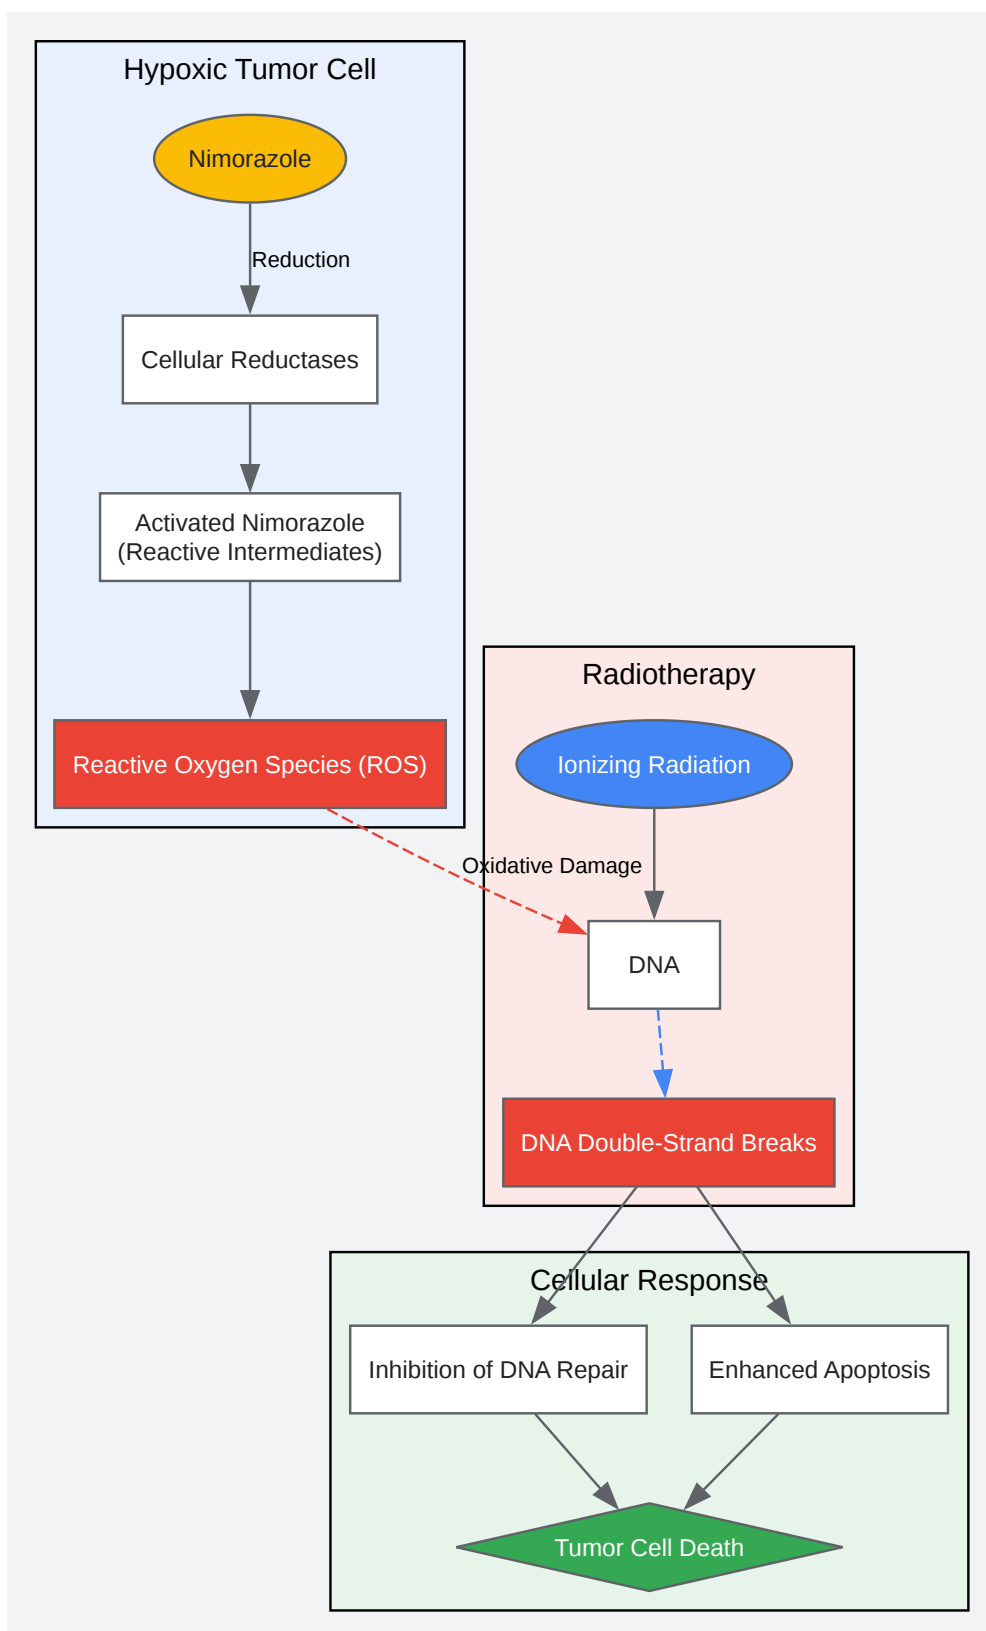 Hypoxic Tumor Cell
Nimorazole
Reduction
Cellular Reductases
Activated Nimorazole
(Reactive Intermediates)
Reactive Oxygen Species (ROS)
Radiotherapy
Ionizing Radiation
Oxidative Damage
DNA
DNA Double-Strand Breaks
Cellular Response
Inhibition of DNA Repair
Enhanced Apoptosis
Tumor Cell Death